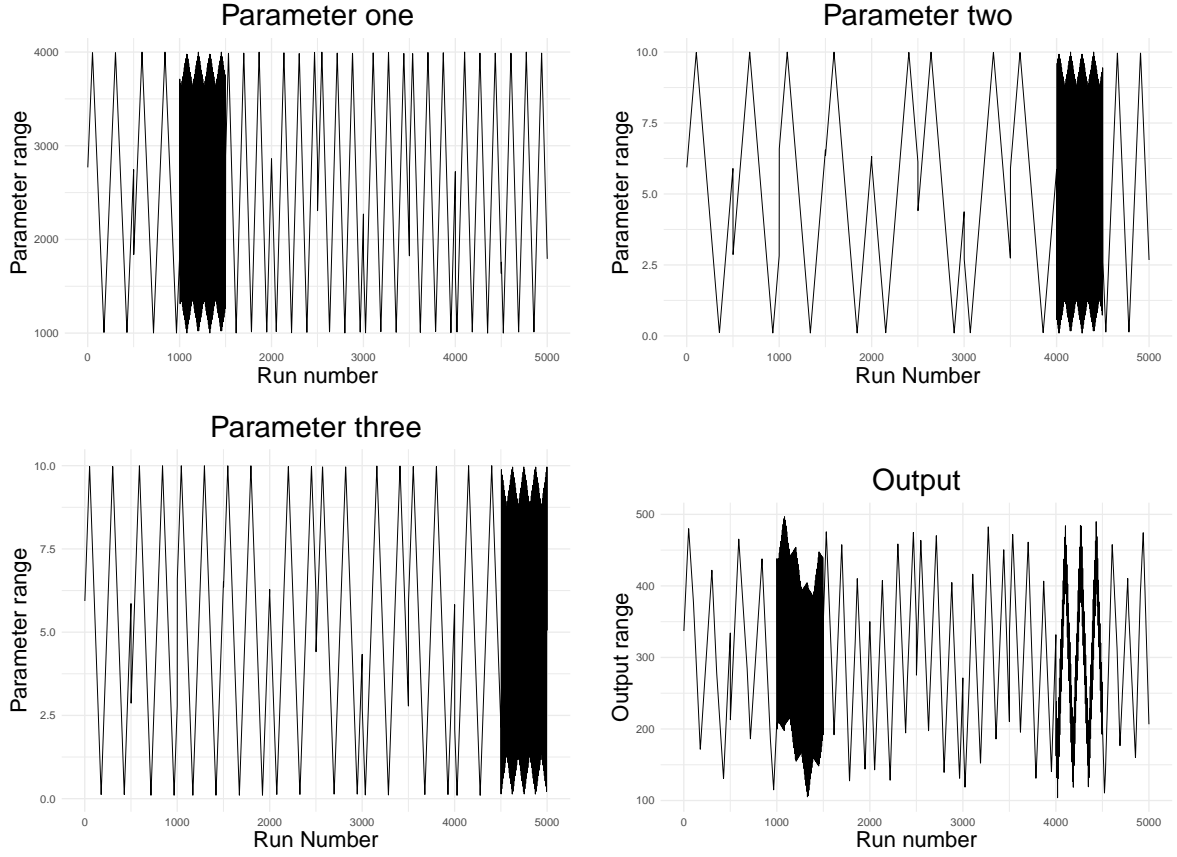 Parameter one
Parameter range
4000
3000
2000
1000
0 1000 2000 3000 4000 5000
Run number
Parameter two
Parameter range
10.0
7.5
5.0
2.5
0.0
0 1000 2000 3000 4000 5000
Run Number
Parameter three
Parameter range
10.0
7.5
5.0
2.5
0.0
0 1000 2000 3000 4000 5000
Run Number
Output
Output range
500
400
300
200
100
0 1000 2000 3000 4000 5000
Run number